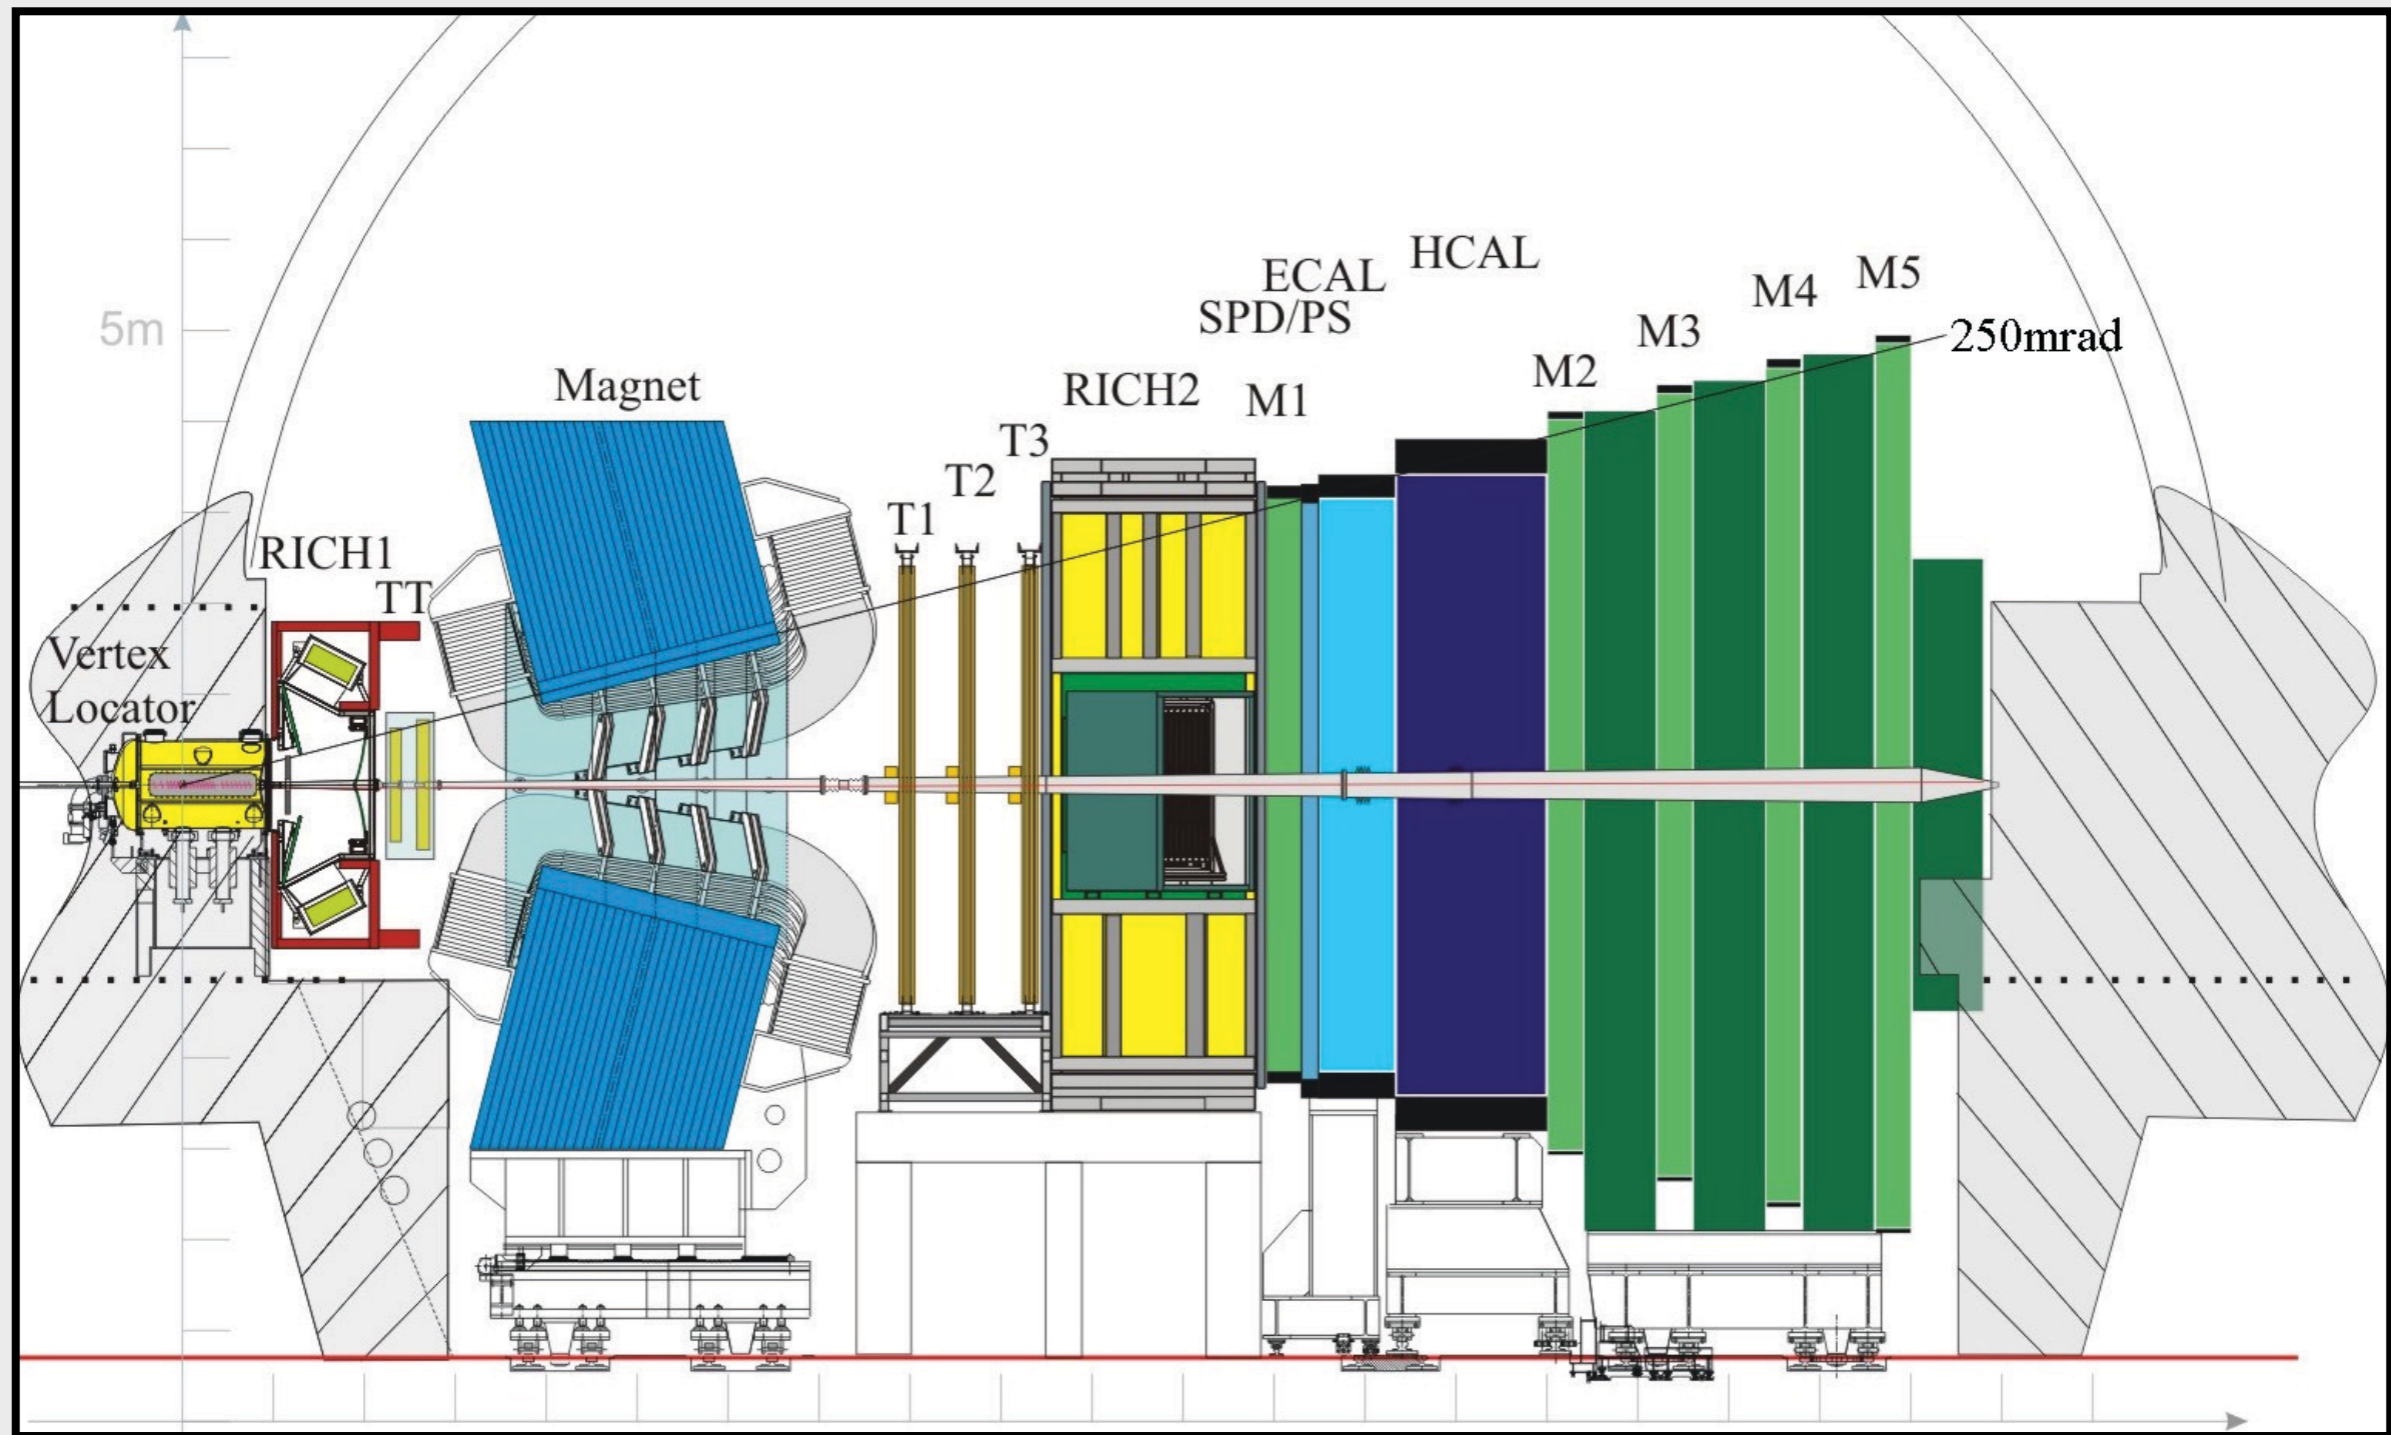 HCAL
ECAL
M5
M4
SPD/PS
M3
250mrad
5m
M2
Magnet
RICH2
M1
T3
T2
T1
RICH1
TT
Vertex
Locator